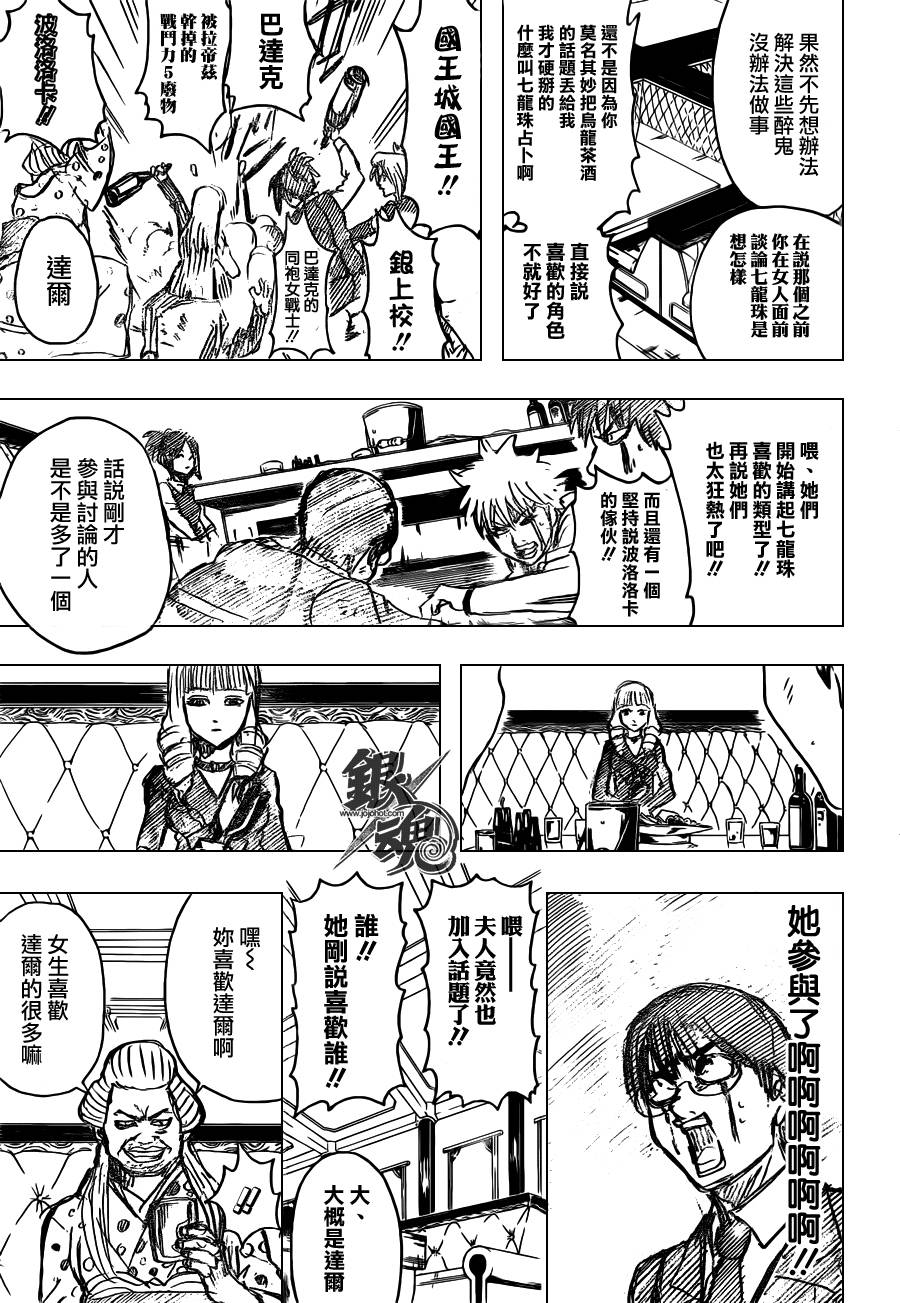 果然不先想辦法
解決這些醉鬼
沒辦法做事
在説那個之前
你在女人面前
談論七龍珠是
想怎樣
還不是因為你
莫名其妙把烏龍茶酒
的話題丟給我
我才硬掰的
什麼叫七龍珠占卜啊
直接説
喜歡的角色
不就好了
國王城國王!!
銀上校!!
巴達克
巴達克的
同袍女戰士!!
被拉帝茲
幹掉的
戰鬥力5廢物
波洛洛卡!!
達爾
喂、她們
開始講起七龍珠
喜歡的類型了!!
再説她們
也太狂熱了吧!!
而且還有一個
堅持説波洛洛卡
的傢伙!!
話説剛才
參與討論的人
是不是多了一個
銀魂
www.jojohot.com
她參與了啊啊啊啊啊啊!!
喂——
夫人竟然也
加入話題了!!
誰!!
她剛説喜歡誰!!
大、
大概是達爾
嘿~
妳喜歡達爾啊
女生喜歡
達爾的很多嘛
!!